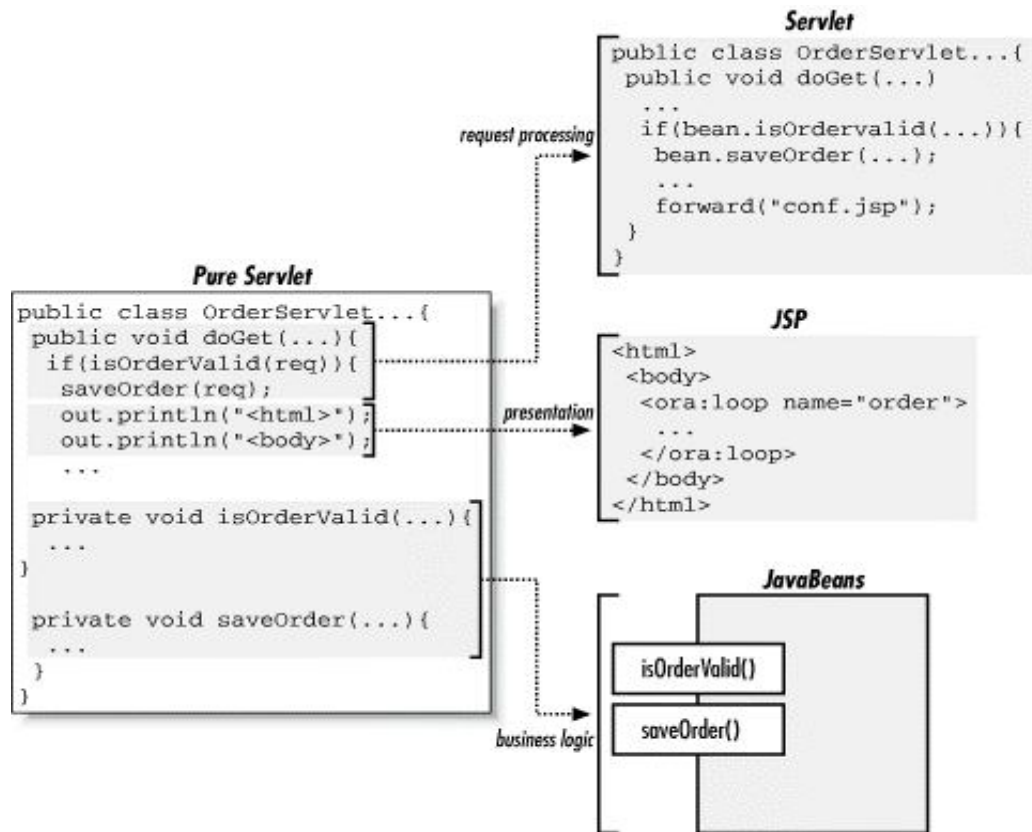 Servlet
public class OrderServlet...{
public void doGet(...)
...
if(bean.isOrdervalid(...)){
bean.saveOrder(...);
...
forward("conf.jsp");
}
}
request processing
Pure Servlet
public class OrderServlet...{
public void doGet(...){
if(isOrderValid(req)){
saveOrder(req);
out.println("<html>");
out.println("<body>");
...
private void isOrderValid(...){
...
}
private void saveOrder(...){
...
}
}
JSP
<html>
<body>
<ora:loop name="order">
...
</ora:loop>
</body>
</html>
presentation
JavaBeans
isOrderValid()
saveOrder()
business logic